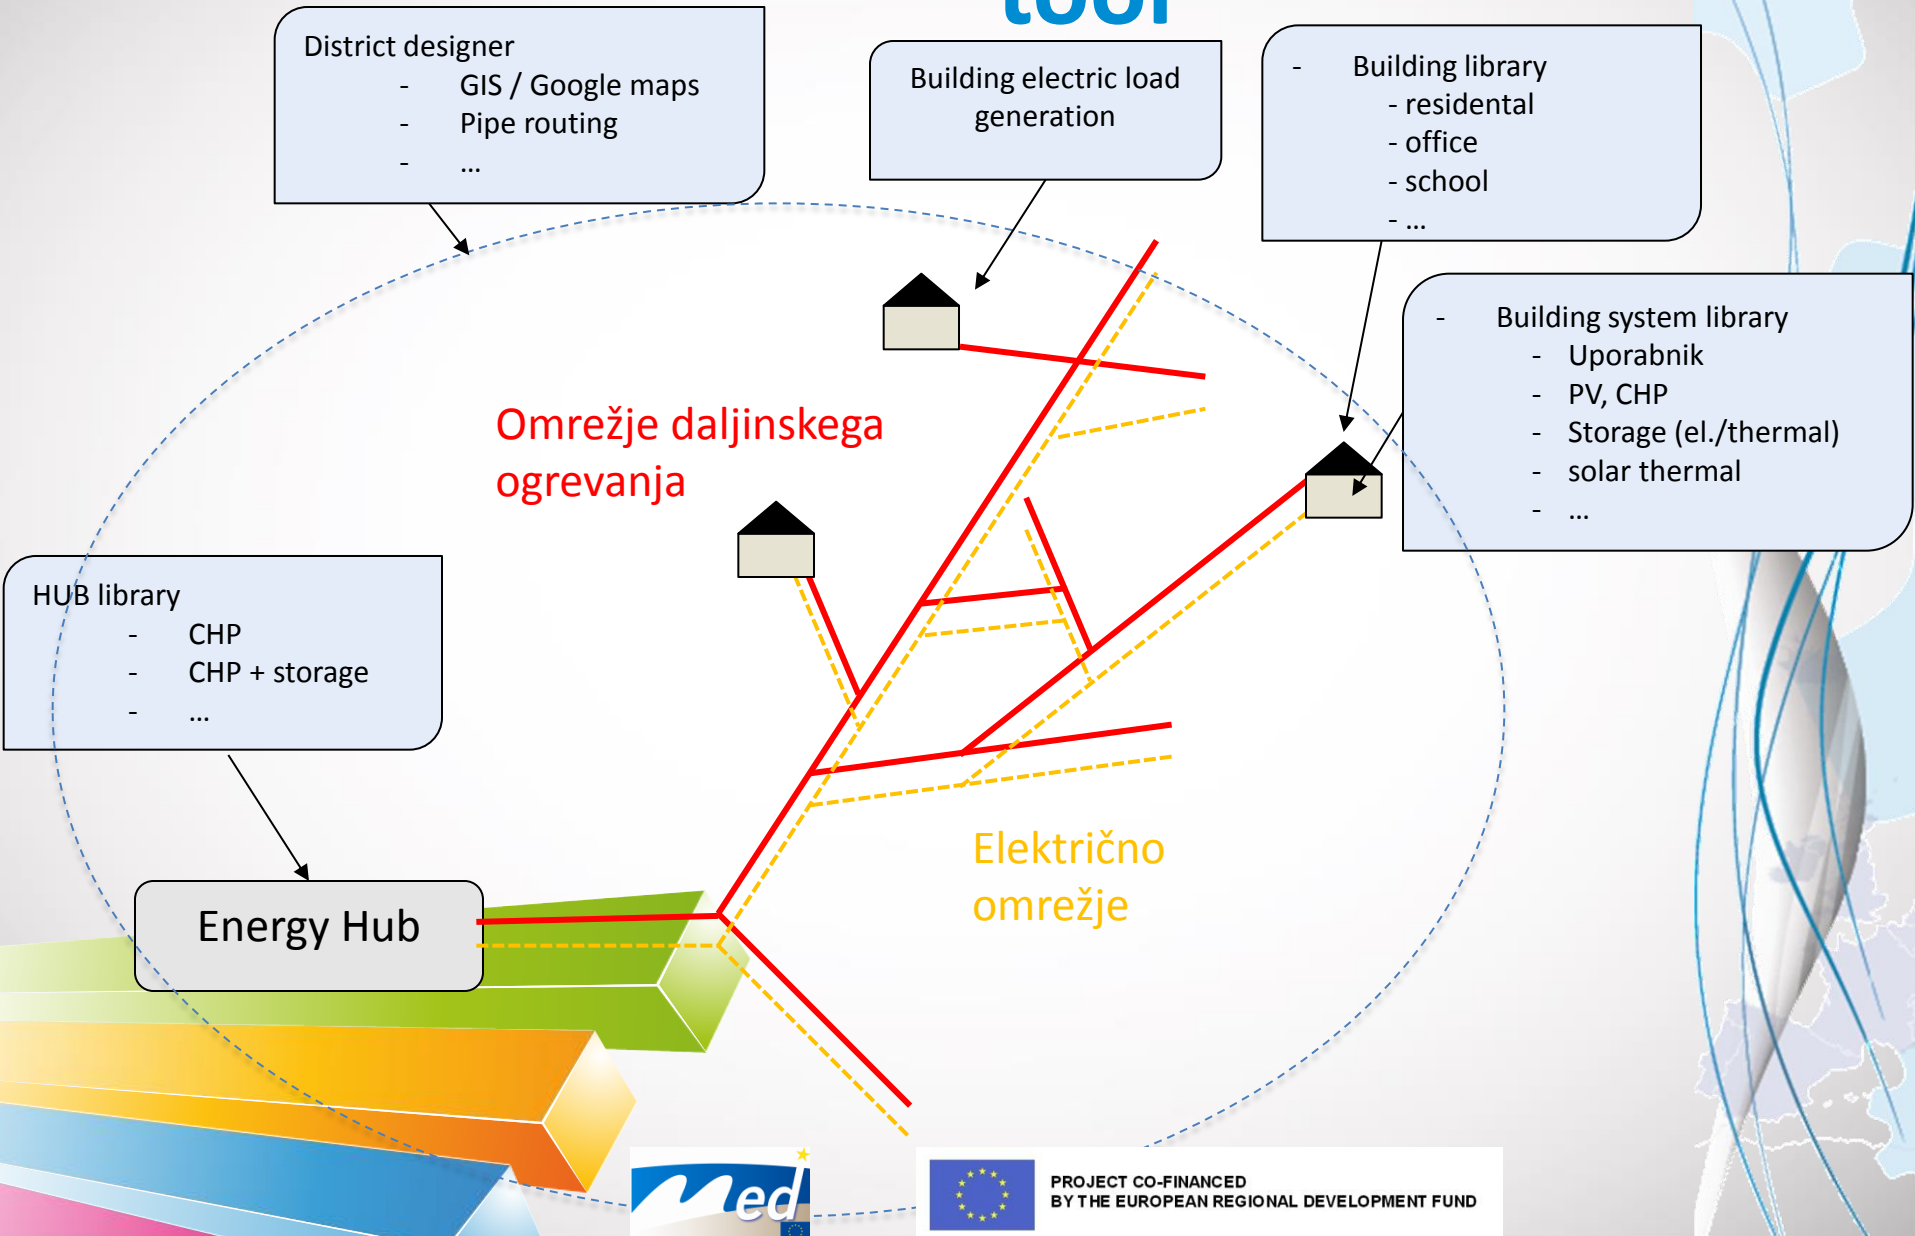 tool
District designer
- GIS / Google maps
- Pipe routing
- ...
Building electric load
generation
- Building library
- residental
- office
- school
- ...
- Building system library
- Uporabnik
- PV, CHP
- Storage (el./thermal)
- solar thermal
- ...
Omrežje daljinskega
ogrevanja
HUB library
- CHP
- CHP + storage
- ...
Električno
omrežje
Energy Hub
Med
PROJECT CO-FINANCED
BY THE EUROPEAN REGIONAL DEVELOPMENT FUND